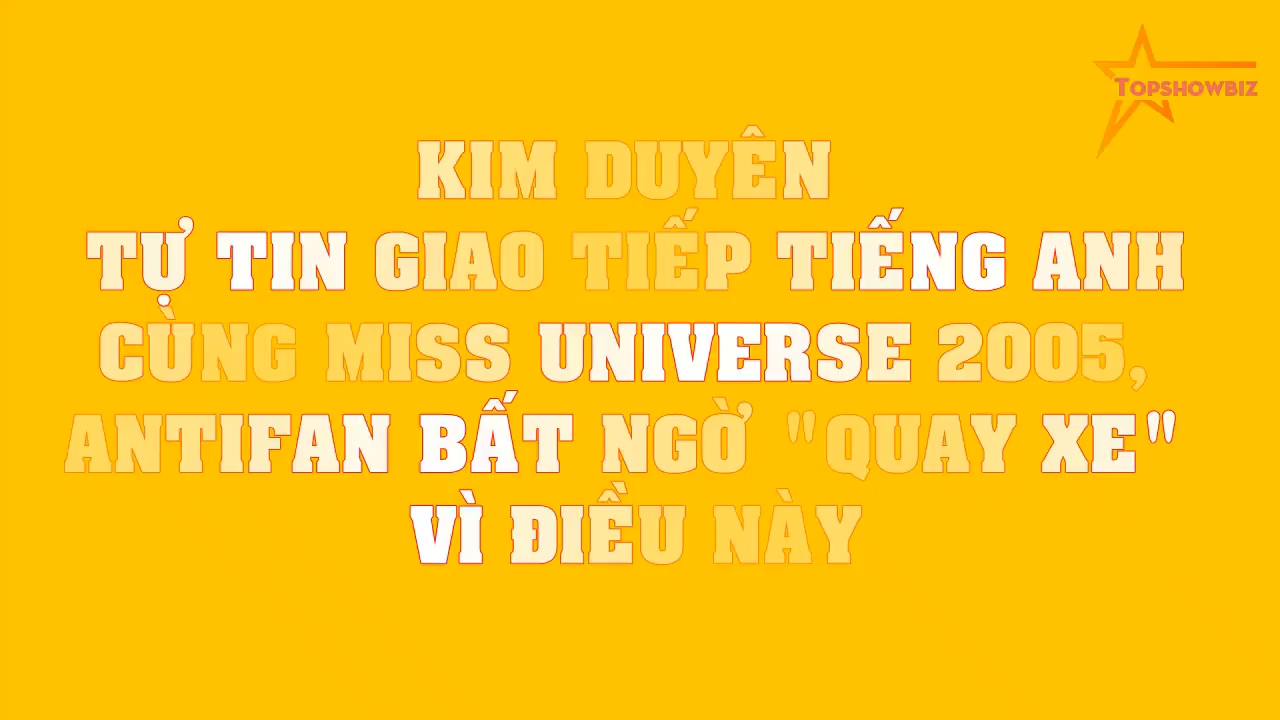 TOPSHOWBIZ
KIM DUYÊN
TỰ TIN GIAO TIẾP TIẾNG ANH
CÙNG MISS UNIVERSE 2005,
ANTIFAN BẤT NGỜ "QUAY XE"
VÌ ĐIỀU NÀY